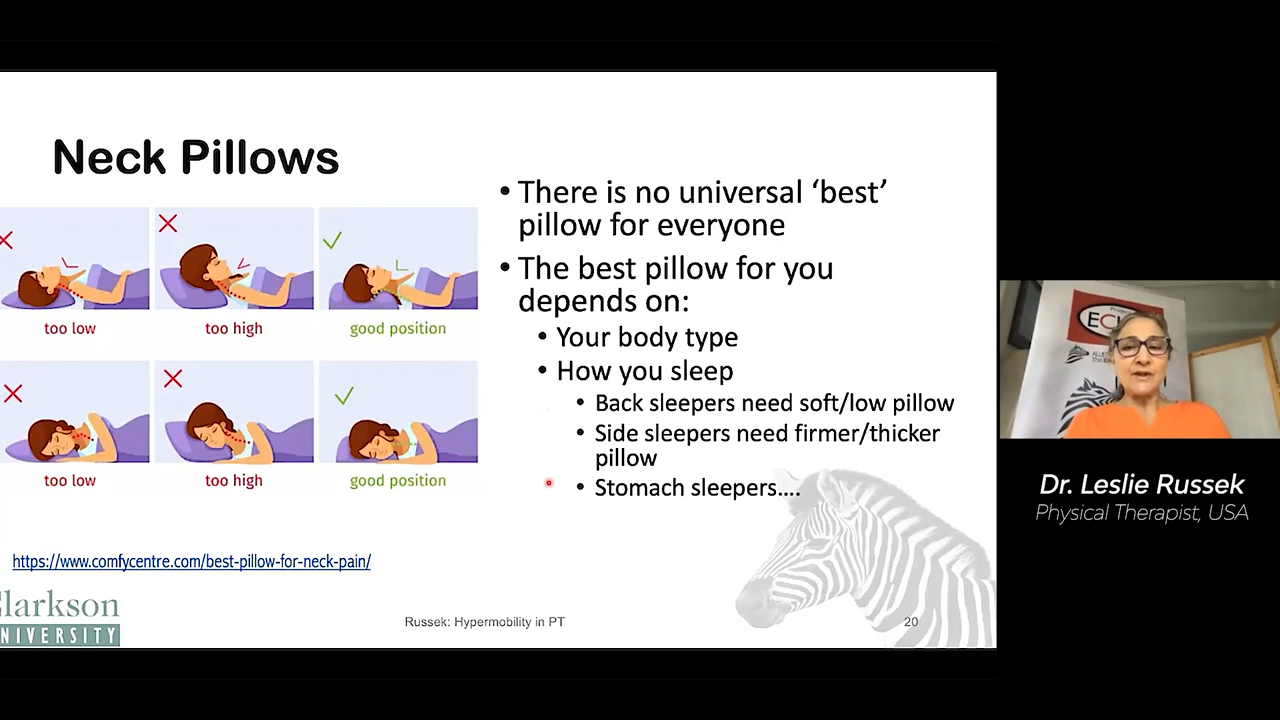 Neck Pillows
too low
too high
good position
too low
too high
good position
https://www.comfycentre.com/best-pillow-for-neck-pain/
• There is no universal ‘best’
pillow for everyone
• The best pillow for you
depends on:
• Your body type
• How you sleep
• Back sleepers need soft/low pillow
• Side sleepers need firmer/thicker
pillow
• Stomach sleepers....
Clarkson
UNIVERSITY
Russek: Hypermobility in PT
20
Dr. Leslie Russek
Physical Therapist, USA